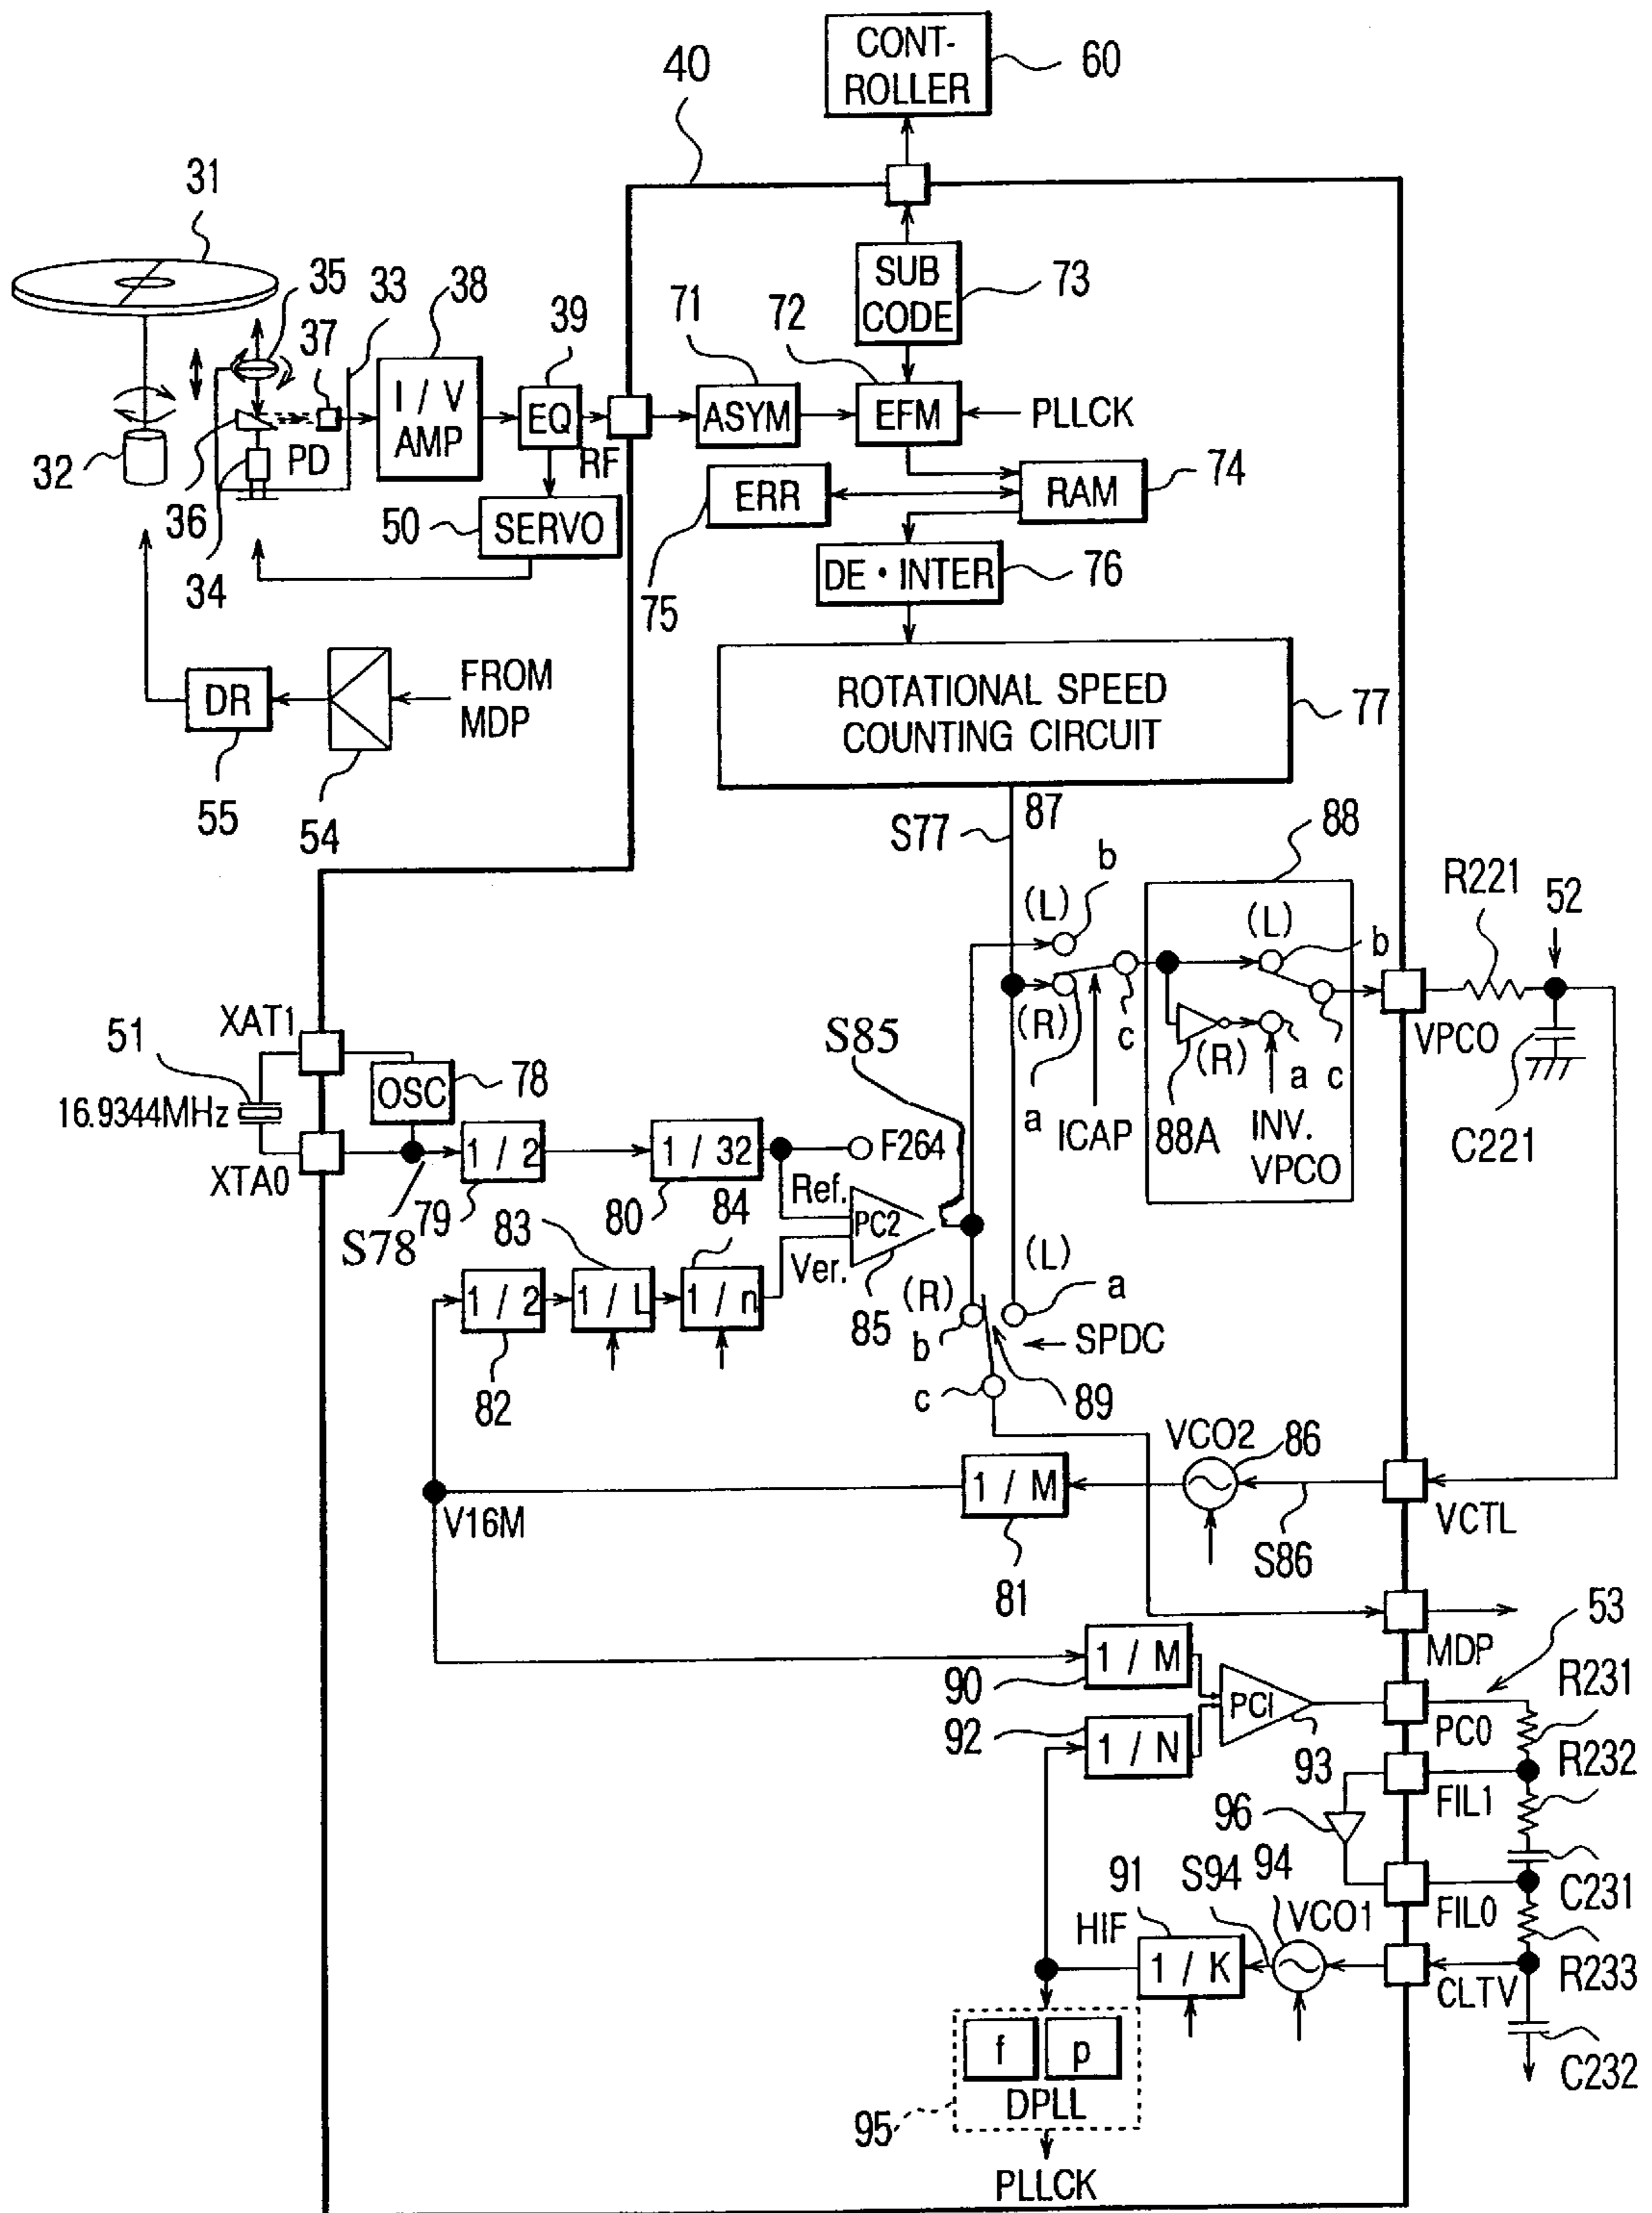 CONT-
ROLLER
60
40
31
SUB
CODE
73
35
33
38
37
39
71
72
I / V
AMP
EQ
RF
ASYM
EFM
PLLCK
32
PD
36
34
50
SERVO
ERR
75
RAM
74
DE・INTER
76
ROTATIONAL SPEED
COUNTING CIRCUIT
77
DR
55
54
FROM
MDP
S77
87
88
b
(L)
(R)
a
c
ICAP
(L)
b
88A
(R)
a
c
INV.
VPCO
R221
52
VPCO
C221
XAT1
51
16.9344MHz
OSC
78
XTA0
S78
1 / 2
79
1 / 32
80
F264
S85
Ref.
Ver.
PC2
85
83
84
1 / 2
82
1 / L
1 / n
(R)
b
(L)
a
SPDC
c
89
VCO2
86
1 / M
81
V16M
S86
VCTL
MDP
53
1 / M
90
92
1 / N
PCI
93
PC0
R231
FIL1
R232
96
C231
FIL0
91
S94
94
HIF
VCO1
1 / K
CLTV
R233
C232
f
p
DPLL
95
PLLCK